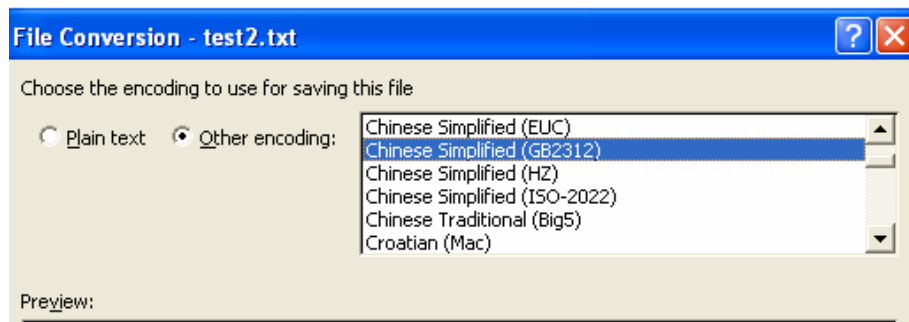 File Conversion - test2.txt
Choose the encoding to use for saving this file
Plain text Other encoding:
Chinese Simplified (EUC)
Chinese Simplified (GB2312)
Chinese Simplified (HZ)
Chinese Simplified (ISO-2022)
Chinese Traditional (Big5)
Croatian (Mac)
Preview: